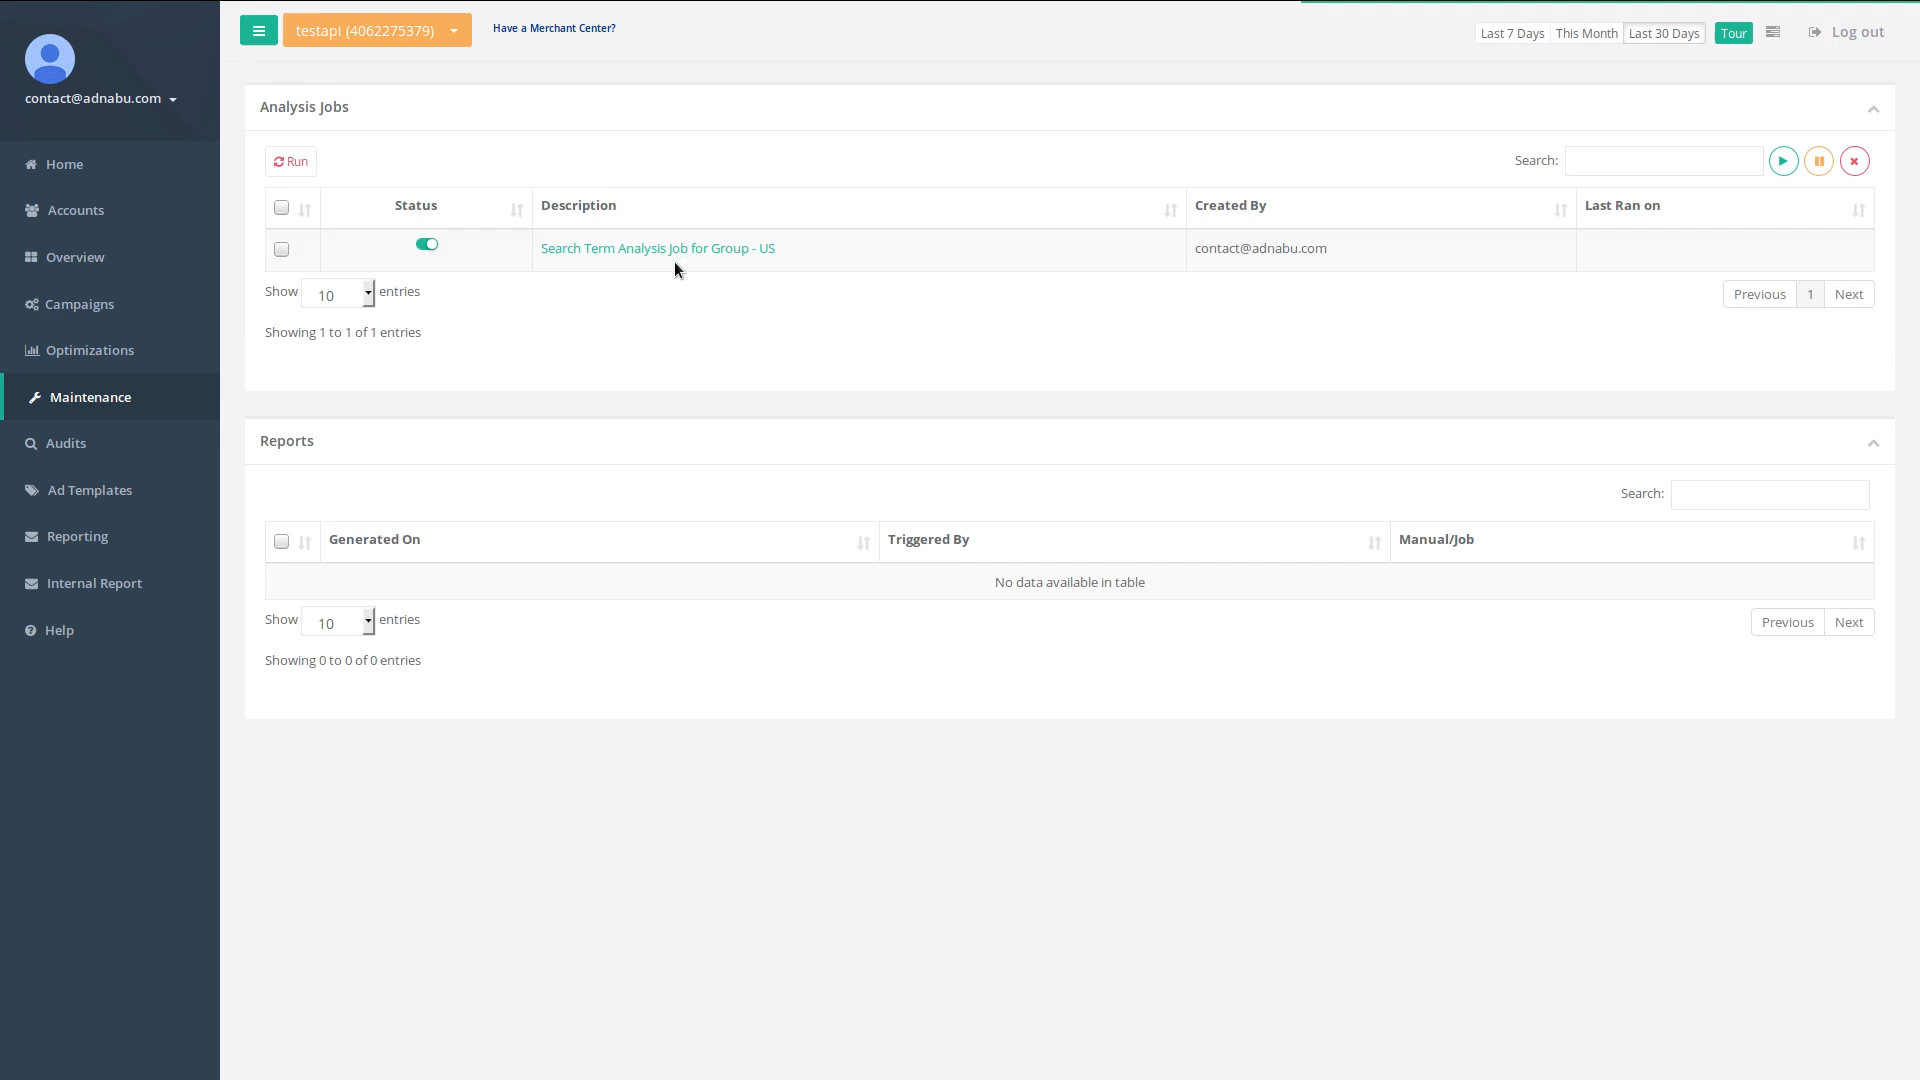 testapi (4062275379)
Have a Merchant Center?
Last 7 Days
This Month
Last 30 Days
Tour
Log out
contact@adnabu.com
Home
Accounts
Overview
Campaigns
Optimizations
Maintenance
Audits
Ad Templates
Reporting
Internal Report
Help
Analysis Jobs
Run
Search:
Status
Description
Created By
Last Ran on
Search Term Analysis Job for Group - US
contact@adnabu.com
Show 10 entries
Previous 1 Next
Showing 1 to 1 of 1 entries
Reports
Search:
Generated On
Triggered By
Manual/Job
No data available in table
Show 10 entries
Previous Next
Showing 0 to 0 of 0 entries